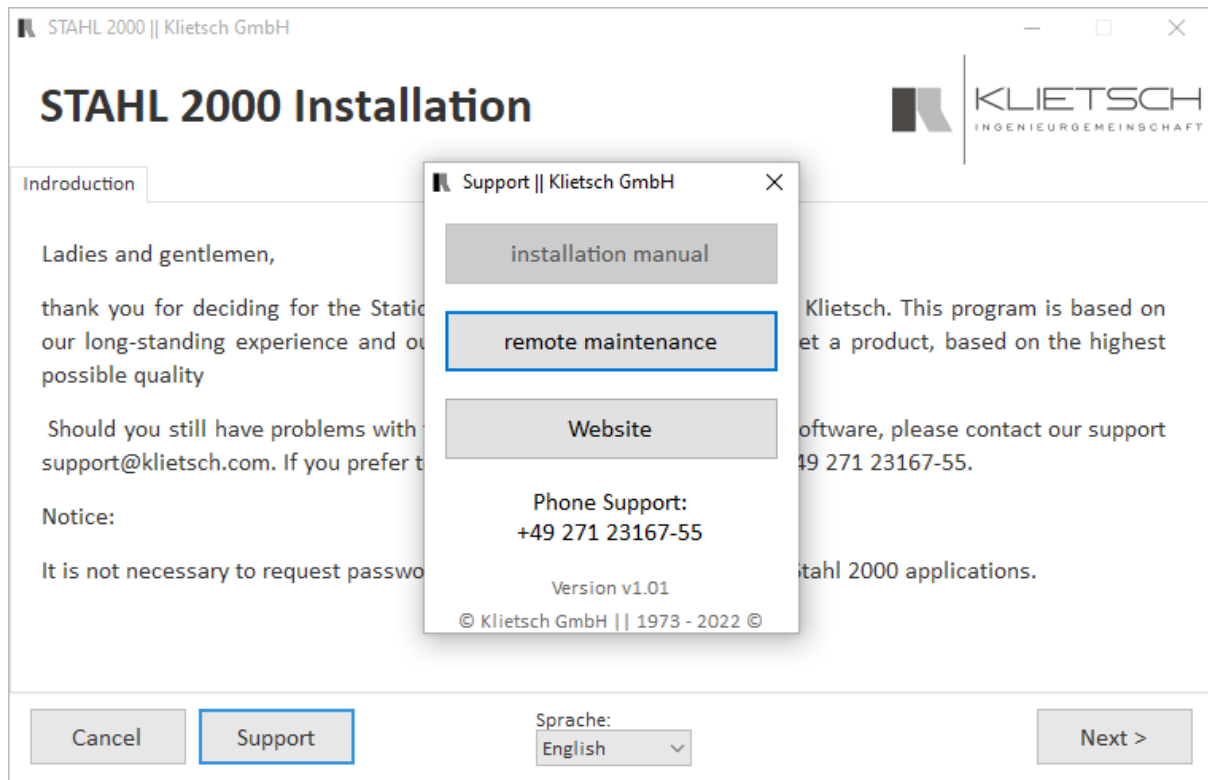 STAHL 2000 || Klietsch GmbH
STAHL 2000 Installation
KLIETSCH
INGENIEURGEMEINSCHAFT
Indroduction
Ladies and gentlemen,
thank you for deciding for the Static
Klietsch. This program is based on
our long-standing experience and ou
et a product, based on the highest
possible quality
Should you still have problems with
oftware, please contact our support
support@klietsch.com. If you prefer t
49 271 23167-55.
Notice:
It is not necessary to request passwo
Stahl 2000 applications.
Support || Klietsch GmbH
installation manual
remote maintenance
Website
Phone Support:
+49 271 23167-55
Version v1.01
© Klietsch GmbH || 1973 - 2022 ©
Cancel
Support
Sprache:
English
Next >